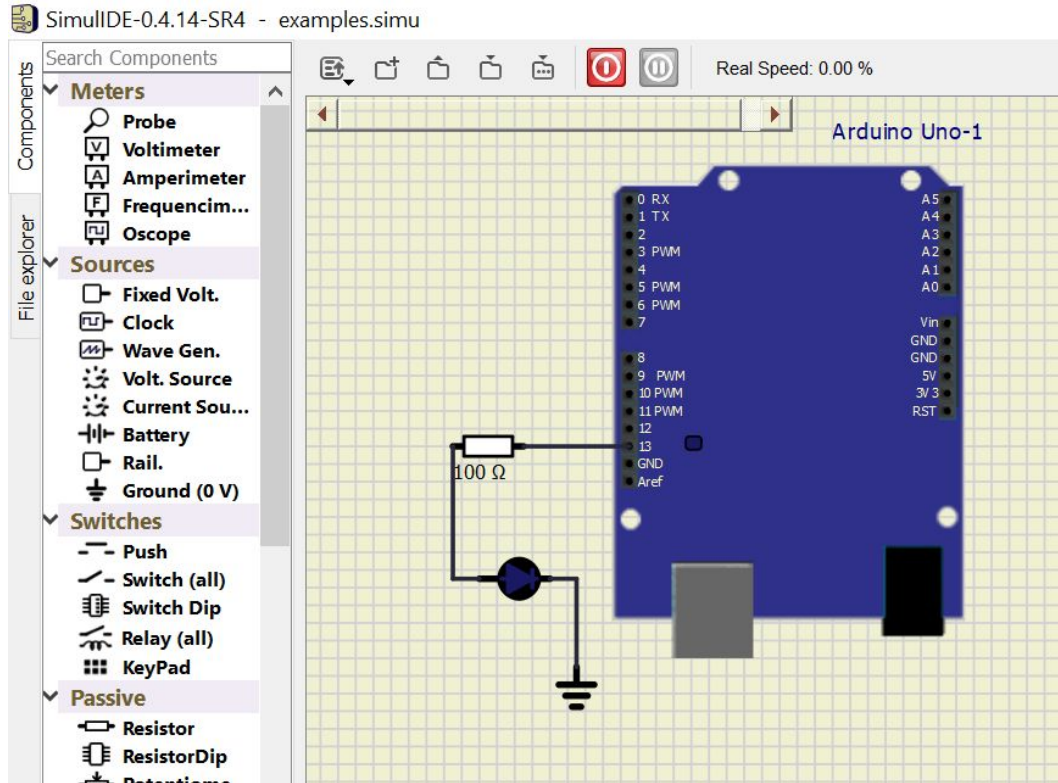 SimulIDE-0.4.14-SR4 - examples.simu
Components
File explorer
Search Components
Meters
Probe
Voltimeter
Amperimeter
Frequencim...
Oscope
Sources
Fixed Volt.
Clock
Wave Gen.
Volt. Source
Current Sou...
Battery
Rail.
Ground (0 V)
Switches
Push
Switch (all)
Switch Dip
Relay (all)
KeyPad
Passive
Resistor
ResistorDip
Real Speed: 0.00 %
Arduino Uno-1
0 RX
1 TX
2
3 PWM
4
5 PWM
6 PWM
7
8
9 PWM
10 PWM
11 PWM
12
13
GND
Aref
A5
A4
A3
A2
A1
A0
Vin
GND
GND
5V
3V3
RST
100 Ω